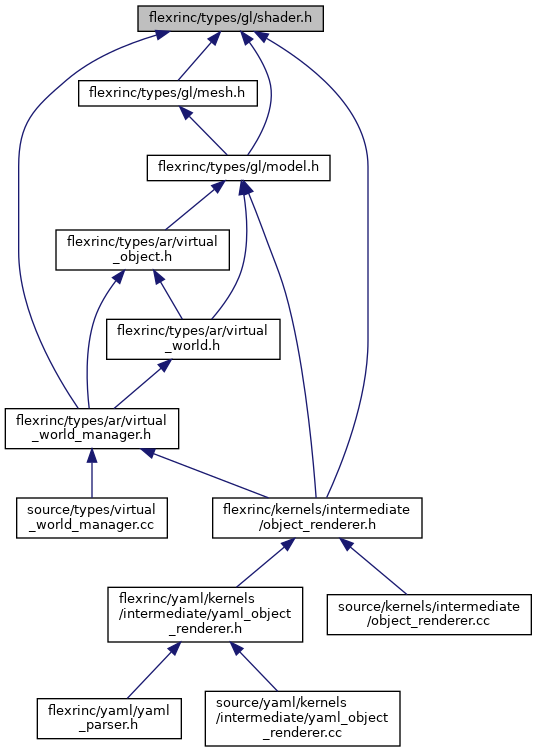 flexrinc/types/gl/shader.h
flexrinc/types/gl/mesh.h
flexrinc/types/gl/model.h
flexrinc/types/ar/virtual
_object.h
flexrinc/types/ar/virtual
_world.h
flexrinc/types/ar/virtual
_world_manager.h
source/types/virtual
_world_manager.cc
flexrinc/kernels/intermediate
/object_renderer.h
flexrinc/yaml/kernels
/intermediate/yaml_object
_renderer.h
source/kernels/intermediate
/object_renderer.cc
flexrinc/yaml/yaml
_parser.h
source/yaml/kernels
/intermediate/yaml_object
_renderer.cc